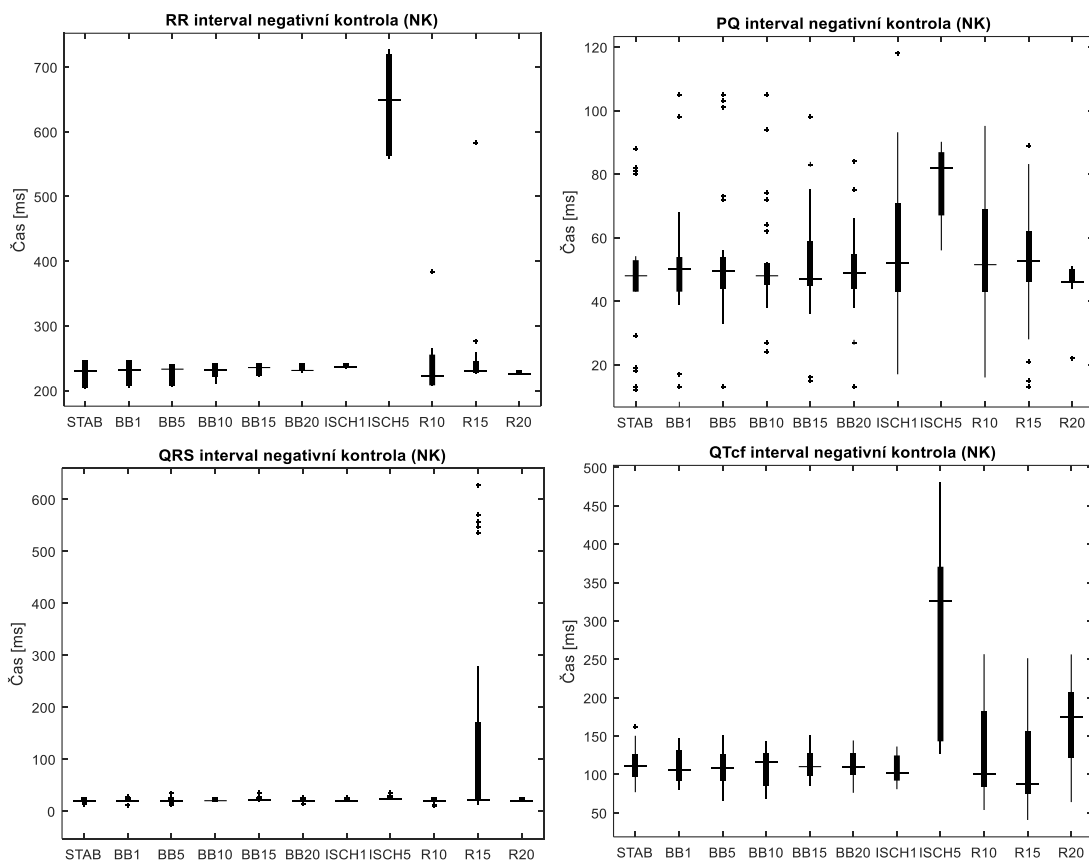 RR interval negativní kontrola (NK)
Čas [ms]
700
600
500
400
300
200
STAB BB1 BB5 BB10 BB15 BB20 ISCH1 ISCH5 R10 R15 R20
PQ interval negativní kontrola (NK)
Čas [ms]
120
100
80
60
40
20
STAB BB1 BB5 BB10 BB15 BB20 ISCH1 ISCH5 R10 R15 R20
QRS interval negativní kontrola (NK)
Čas [ms]
600
500
400
300
200
100
0
STAB BB1 BB5 BB10 BB15 BB20 ISCH1 ISCH5 R10 R15 R20
QTcf interval negativní kontrola (NK)
Čas [ms]
500
450
400
350
300
250
200
150
100
50
STAB BB1 BB5 BB10 BB15 BB20 ISCH1 ISCH5 R10 R15 R20